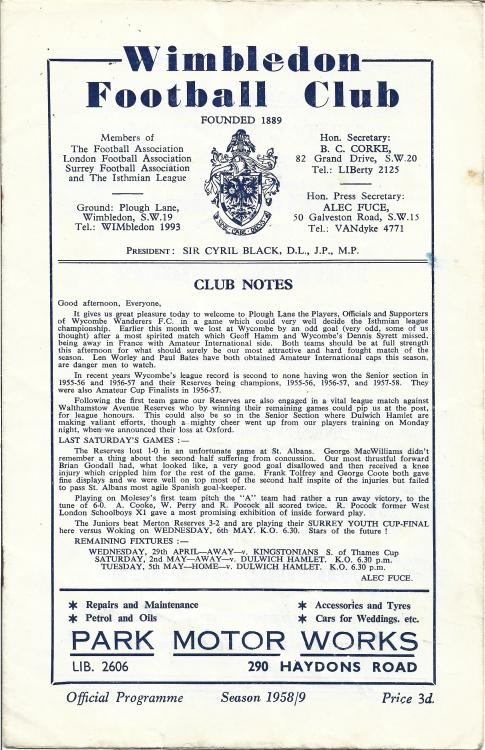 Wimbledon
Football Club
FOUNDED 1889
Members of
The Football Association
London Football Association
Surrey Football Association
and The Isthmian League
Ground: Plough Lane,
Wimbledon, S.W.19
Tel.: WIMbledon 1993
Hon. Secretary:
B. C. CORKE,
82 Grand Drive, S.W.20
Tel.: LIBerty 2125
Hon. Press Secretary:
ALEC FUCE,
50 Galveston Road, S.W.15
Tel.: VANdyke 4771
PRESIDENT: SIR CYRIL BLACK, D.L., J.P., M.P.
CLUB NOTES
Good afternoon, Everyone,
It gives us great pleasure today to welcome to Plough Lane the Players, Officials and Supporters
of Wycombe Wanderers F.C. in a game which could very well decide the Isthmian league
championship. Earlier this month we lost at Wycombe by an odd goal (very odd, some of us
thought) after a most spirited match which Geoff Hamm and Wycombe's Dennis Syrett missed,
being away in France with Amateur International side. Both teams should be at full strength
this afternoon for what should surely be our most attractive and hard fought match of the
season. Len Worley and Paul Bates have both obtained Amateur International caps this season,
are danger men to watch.
In recent years Wycombe's league record is second to none having won the Senior section in
1955-56 and 1956-57 and their Reserves being champions, 1955-56, 1956-57, and 1957-58. They
were also Amateur Cup Finalists in 1956-57.
Following the first team game our Reserves are also engaged in a vital league match against
Walthamstow Avenue Reserves who by winning their remaining games could pip us at the post,
for league honours. This could also be so in the Senior Section where Dulwich Hamlet are
making valiant efforts, though a mighty cheer went up from our players training on Monday
night, when we announced their loss at Oxford.
LAST SATURDAY'S GAMES :—
The Reserves lost 1-0 in an unfortunate game at St. Albans. George MacWilliams didn't
remember a thing about the second half suffering from concussion. Our most thrustful forward
Brian Goodall had, what looked like, a very good goal disallowed and then received a knee
injury which crippled him for the rest of the game. Frank Tolfrey and George Coote both gave
fine displays and we were well on top most of the second half inspite of the injuries but failed
to pass St. Albans most agile Spanish goal-keeper.
Playing on Molesey's first team pitch the "A" team had rather a run away victory, to the
tune of 6-0. A. Cooke, W. Perry and R. Pocock all scored twice. R. Pocock former West
London Schoolboys X1 gave a most promising exhibition of inside forward play.
The Juniors beat Merton Reserves 3-2 and are playing their SURREY YOUTH CUP-FINAL
here versus Woking on WEDNESDAY, 6th MAY. K.O. 6.30. Stars of the future !
REMAINING FIXTURES :—
WEDNESDAY, 29th APRIL—AWAY—v. KINGSTONIANS S. of Thames Cup
SATURDAY, 2nd MAY—AWAY—v. DULWICH HAMLET. K.O. 6.30 p.m.
TUESDAY, 5th MAY—HOME—v. DULWICH HAMLET. K.O. 6.30 p.m.
ALEC FUCE.
* Repairs and Maintenance
* Petrol and Oils
* Accessories and Tyres
* Cars for Weddings. etc.
PARK MOTOR WORKS
LIB. 2606
290 HAYDONS ROAD
Official Programme
Season 1958/9
Price 3d.